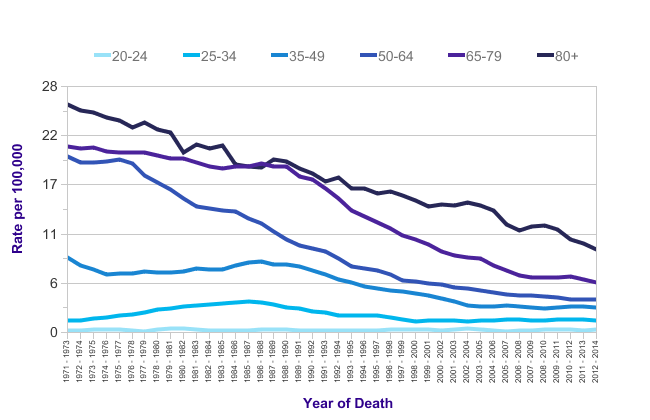 20-24 25-34 35-49 50-64 65-79 80+
28
22
17
11
6
0
Rate per 100,000
1971 - 1973
1972 - 1974
1973 - 1975
1974 - 1976
1975 - 1977
1976 - 1978
1977 - 1979
1978 - 1980
1979 - 1981
1980 - 1982
1981 - 1983
1982 - 1984
1983 - 1985
1984 - 1986
1985 - 1987
1986 - 1988
1987 - 1989
1988 - 1990
1989 - 1991
1990 - 1992
1991 - 1993
1992 - 1994
1993 - 1995
1994 - 1996
1995 - 1997
1996 - 1998
1997 - 1999
1998 - 2000
1999 - 2001
2000 - 2002
2001 - 2003
2002 - 2004
2003 - 2005
2004 - 2006
2005 - 2007
2006 - 2008
2007 - 2009
2008 - 2010
2009 - 2011
2010 - 2012
2011 - 2013
2012 - 2014
Year of Death